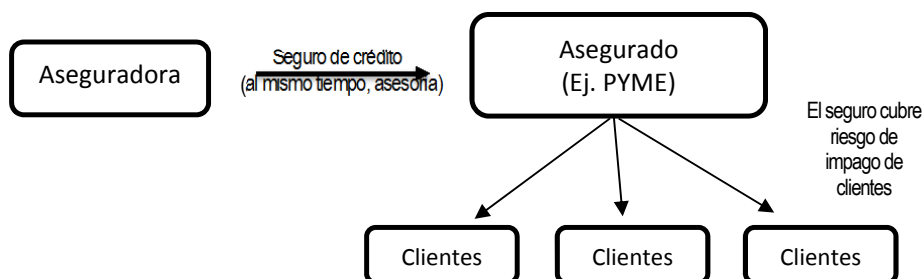 Aseguradora
Seguro de crédito
(al mismo tiempo, asesoría)
Asegurado
(Ej. PYME)
El seguro cubre
riesgo de
impago de
clientes
Clientes
Clientes
Clientes